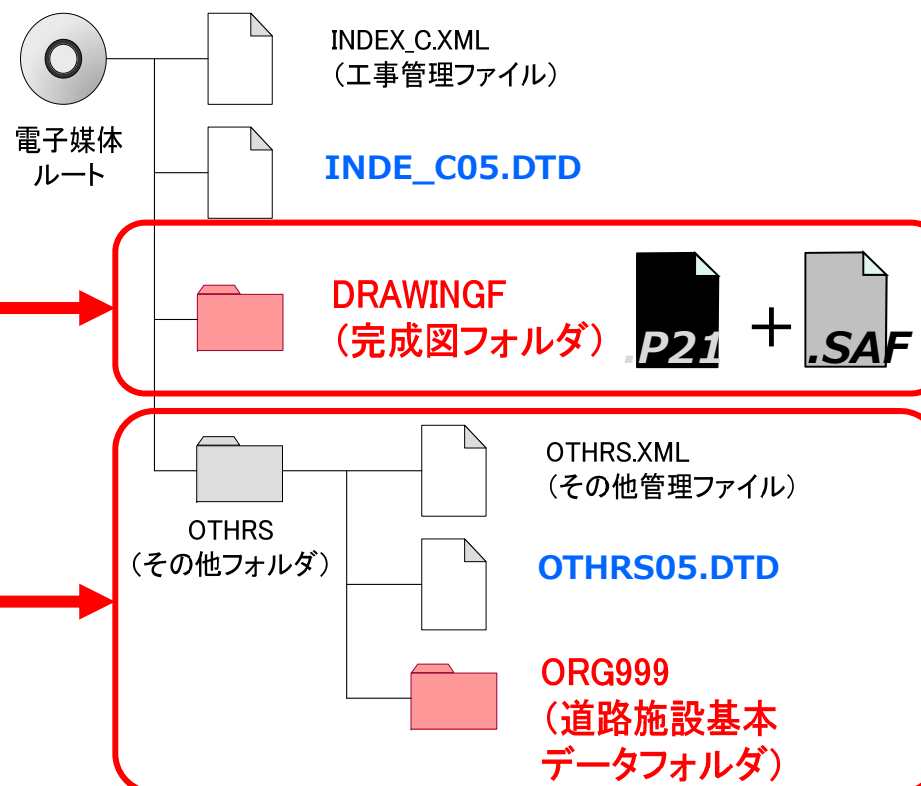 INDEX_C.XML
（工事管理ファイル）
電子媒体
ルート
INDE_C05.DTD
DRAWINGF
（完成図フォルダ）
.P21
+
.SAF
OTHRS.XML
（その他管理ファイル）
OTHRS
（その他フォルダ）
OTHRS05.DTD
ORG999
（道路施設基本
データフォルダ）